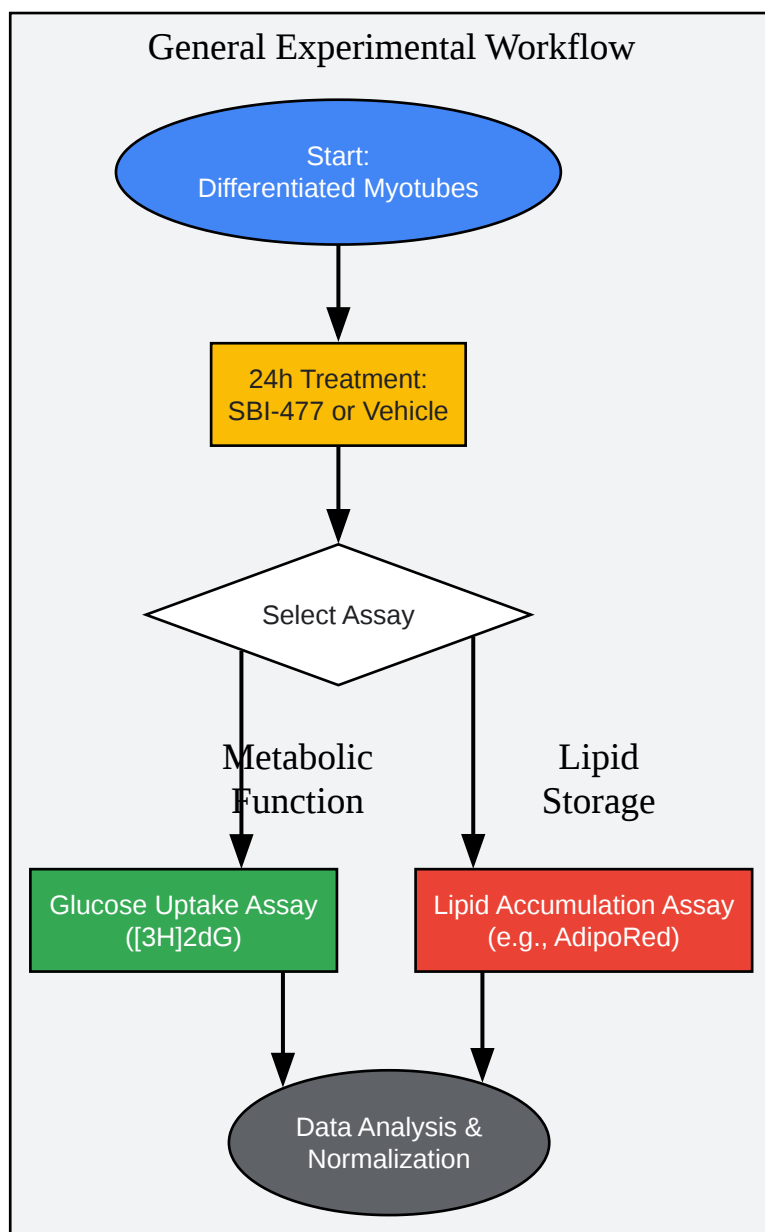 General Experimental Workflow
Start:
Differentiated Myotubes
24h Treatment:
SBI-477 or Vehicle
Select Assay
Metabolic
Function
Lipid
Storage
Glucose Uptake Assay
([3H]2dG)
Lipid Accumulation Assay
(e.g., AdipoRed)
Data Analysis &
Normalization